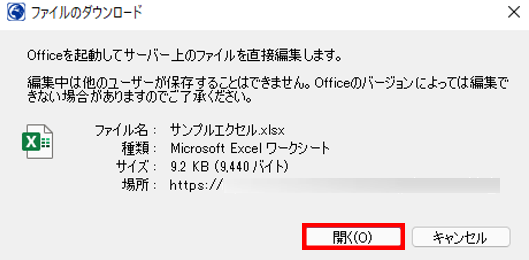 ファイルのダウンロード
Officeを起動してサーバー上のファイルを直接編集します。
編集中は他のユーザーが保存することはできません。Officeのバージョンによっては編集で
きない場合がありますのでご了承ください。
ファイル名： サンプルエクセル.xlsx
種類： Microsoft Excel ワークシート
サイズ： 9.2 KB (9,440 バイト)
場所： https://
開く(O)
キャンセル